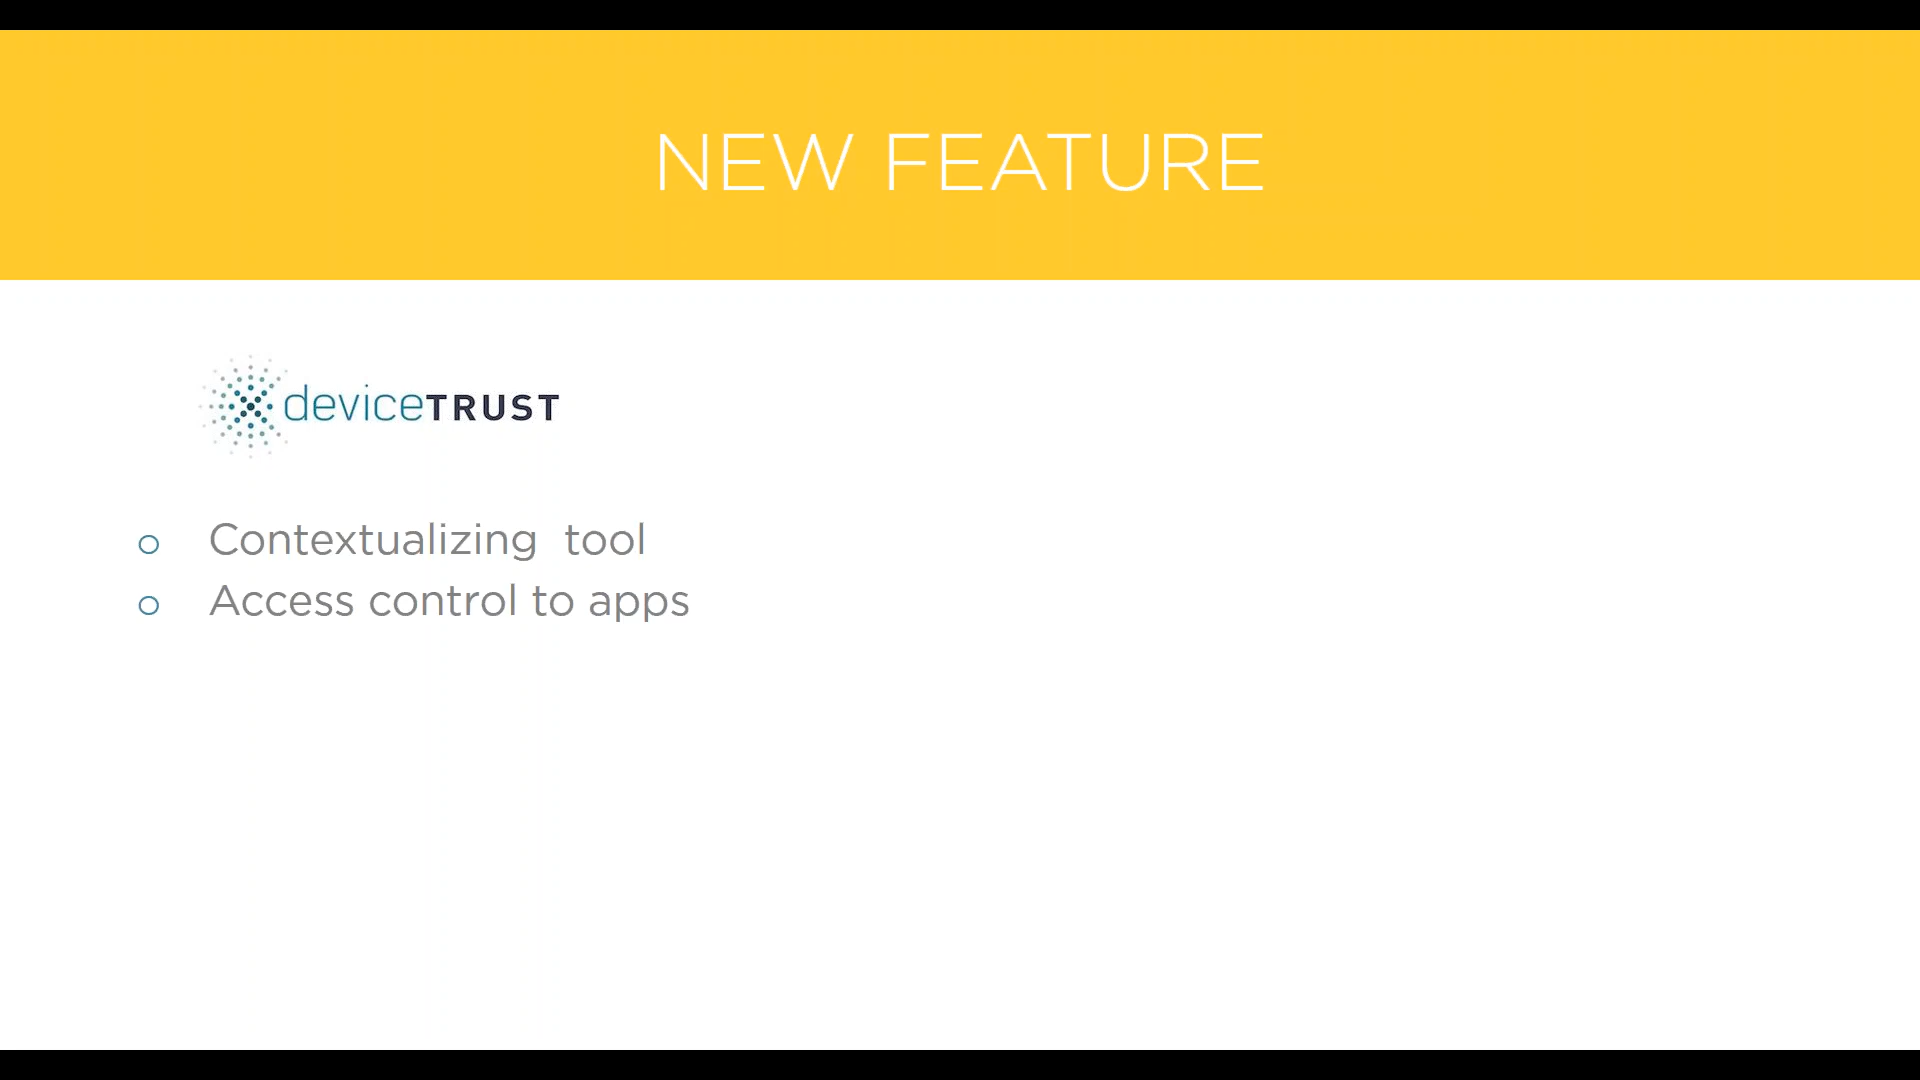 NEW FEATURE
deviceTRUST
Contextualizing  tool
Access control to apps